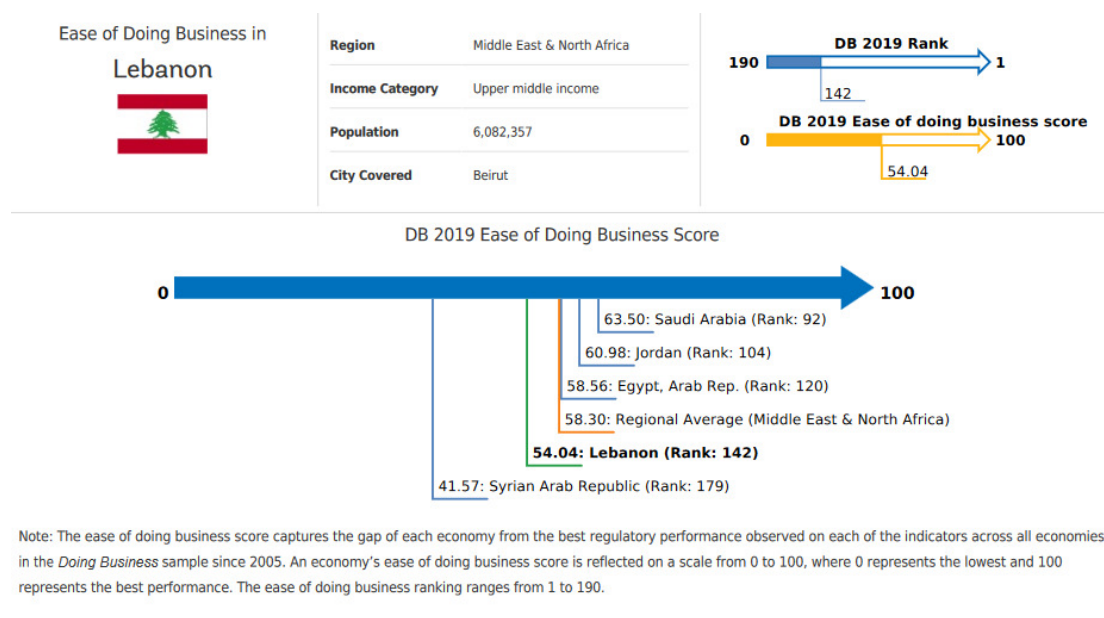 Ease of Doing Business in
Lebanon
Region Middle East & North Africa
Income Category Upper middle income
Population 6,082,357
City Covered Beirut
DB 2019 Rank
190 1
142
DB 2019 Ease of doing business score
0 100
54.04
DB 2019 Ease of Doing Business Score
0 100
63.50: Saudi Arabia (Rank: 92)
60.98: Jordan (Rank: 104)
58.56: Egypt, Arab Rep. (Rank: 120)
58.30: Regional Average (Middle East & North Africa)
54.04: Lebanon (Rank: 142)
41.57: Syrian Arab Republic (Rank: 179)
Note: The ease of doing business score captures the gap of each economy from the best regulatory performance observed on each of the indicators across all economies
in the Doing Business sample since 2005. An economy’s ease of doing business score is reflected on a scale from 0 to 100, where 0 represents the lowest and 100
represents the best performance. The ease of doing business ranking ranges from 1 to 190.